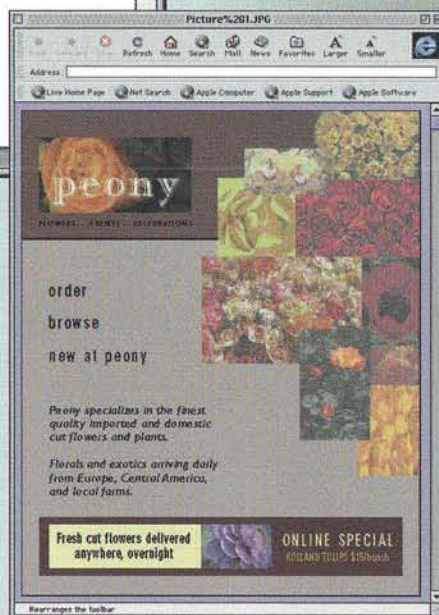 Picture%201.JPG
Refresh Home Search Mail News Favorites Larger Smaller
Address:
Live Home Page Net Search Apple Computer Apple Support Apple Software
peony
FLOWERS · EVENTS · CELEBRATIONS
order
browse
new at peony
Peony specializes in the finest
quality imported and domestic
cut flowers and plants.
Florals and exotics arriving daily
from Europe, Central America,
and local farms.
Fresh cut flowers delivered
anywhere, overnight
ONLINE SPECIAL
HOLLAND TULIPS $15/bunch
Rearranges the toolbar